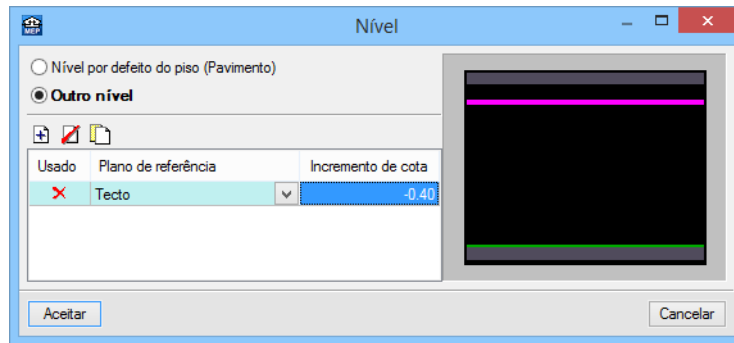 MEP
Nível
Nível por defeito do piso (Pavimento)
Outro nível
Usado Plano de referência Incremento de cota
Tecto -0.40
Aceitar Cancelar